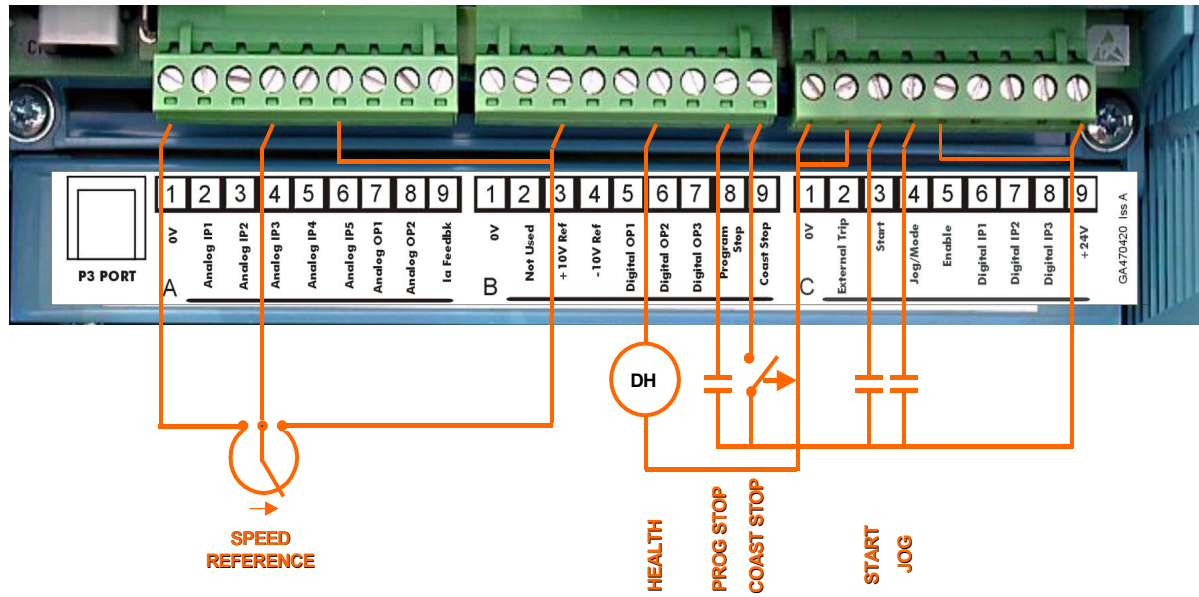 P3 PORT
A
1 2 3 4 5 6 7 8 9
0V
Analog IP1
Analog IP2
Analog IP3
Analog IP4
Analog IP5
Analog OP1
Analog OP2
Ia Feedbk
B
1 2 3 4 5 6 7 8 9
0V
Not Used
+10V Ref
-10V Ref
Digital OP1
Digital OP2
Digital OP3
Program
Stop
Coast Stop
C
1 2 3 4 5 6 7 8 9
0V
External Trip
Start
Jog/Mode
Enable
Digital IP1
Digital IP2
Digital IP3
+24V
GA470420 Iss A
DH
SPEED
REFERENCE
HEALTH
PROG STOP
COAST STOP
START
JOG